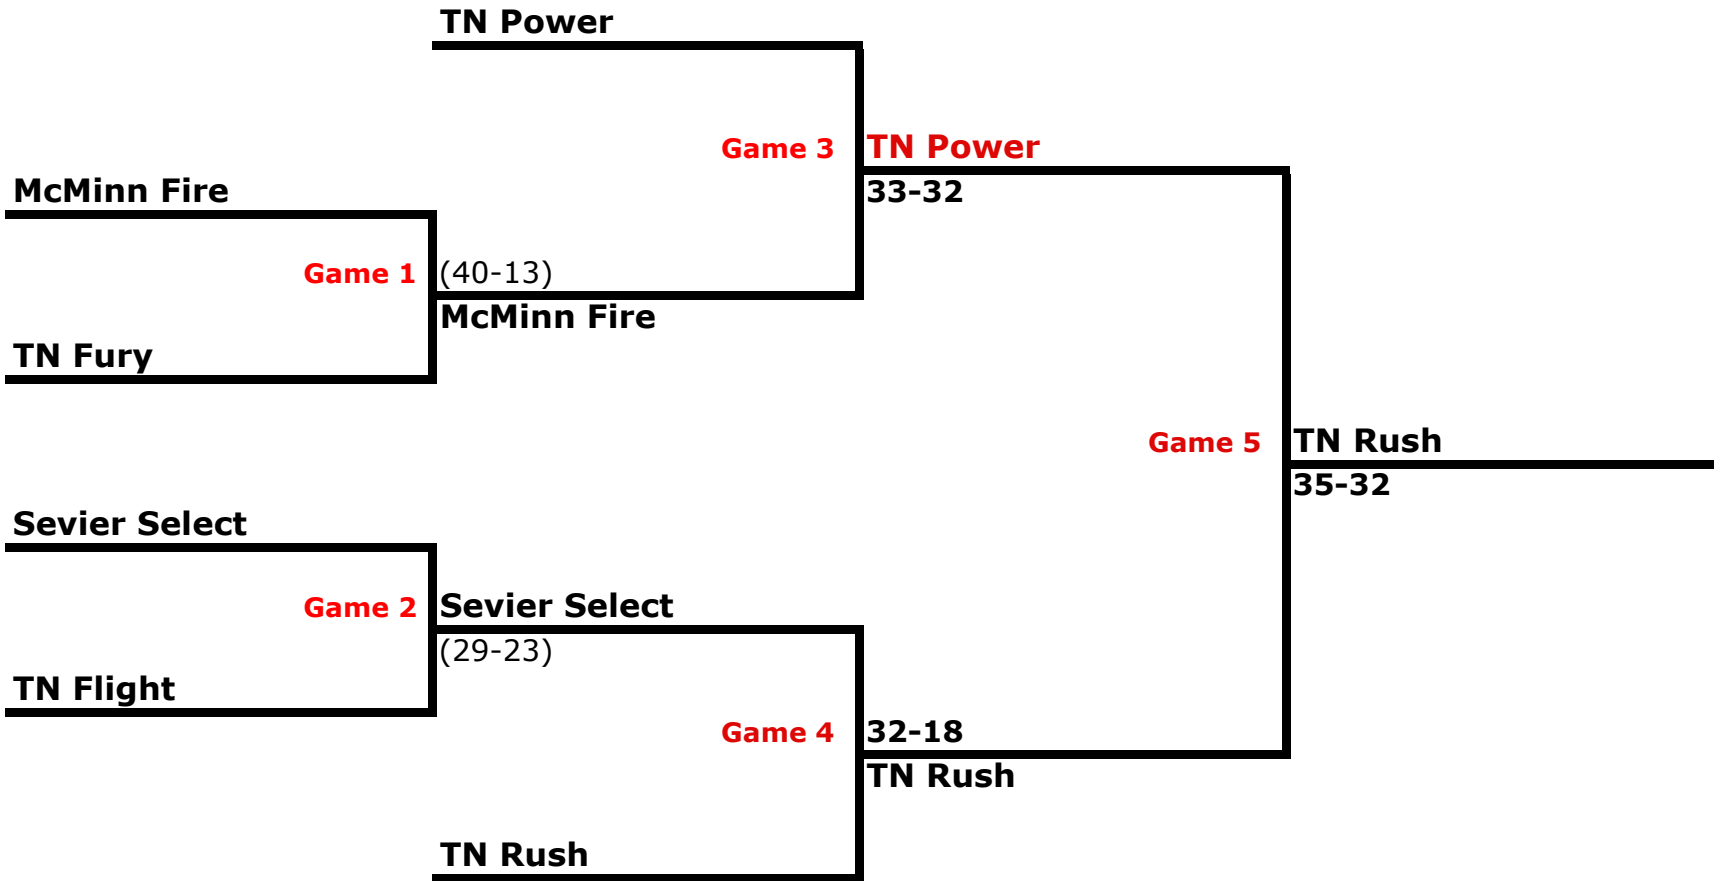 TN Power
Game 3
TN Power
33-32
McMinn Fire
Game 1
(40-13)
McMinn Fire
TN Fury
Game 5
TN Rush
35-32
Sevier Select
Game 2
Sevier Select
(29-23)
TN Flight
Game 4
32-18
TN Rush
TN Rush